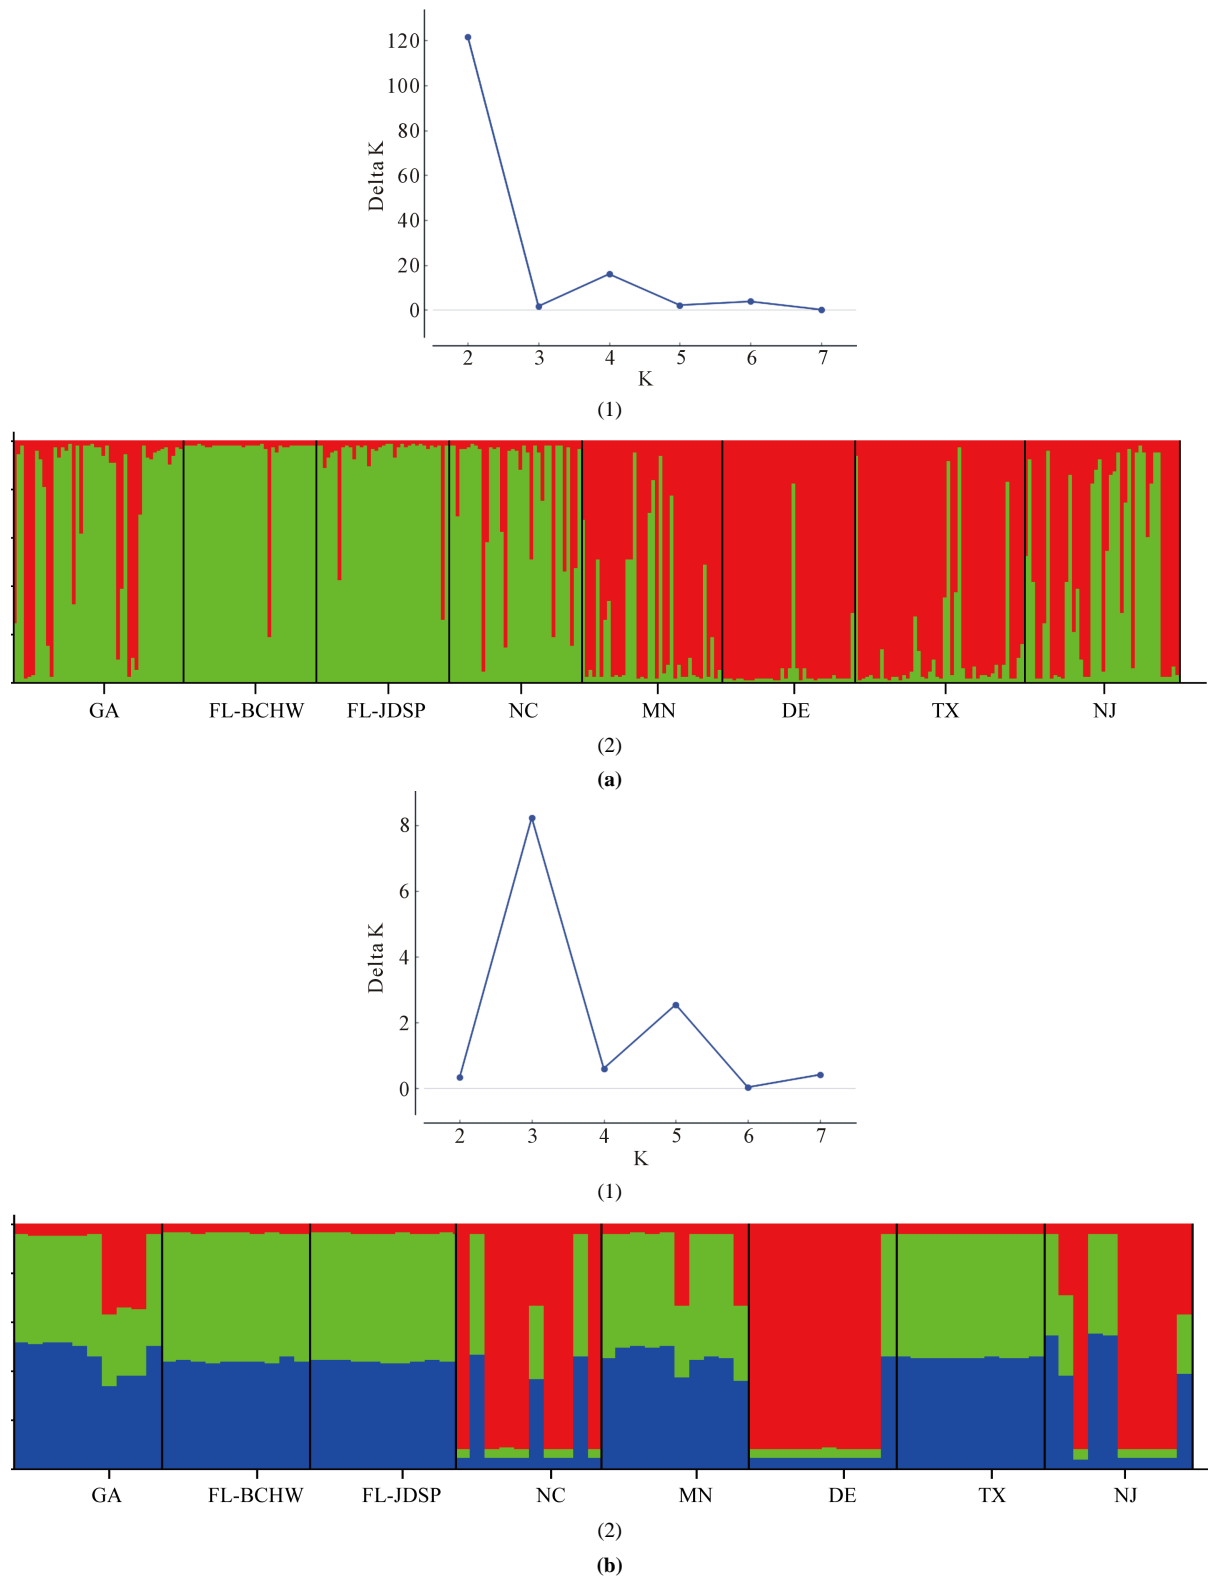 120
100
80
60
40
20
0
Delta K
2 3 4 5 6 7
K
(1)
GA FL-BCHW FL-JDSP NC MN DE TX NJ
(2)
(a)
8
6
4
2
0
Delta K
2 3 4 5 6 7
K
(1)
GA FL-BCHW FL-JDSP NC MN DE TX NJ
(2)
(b)